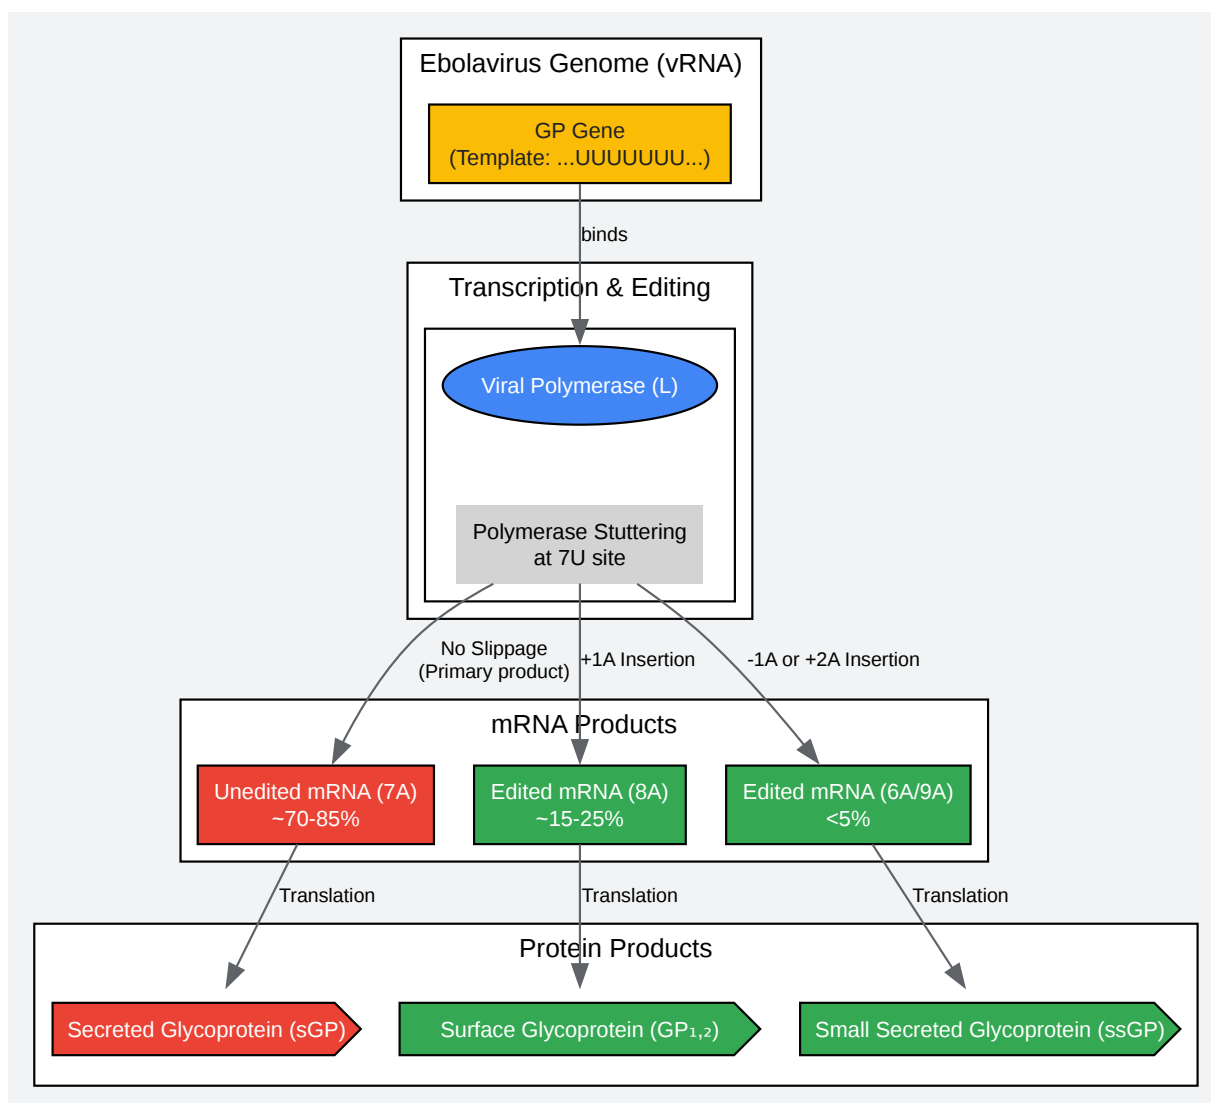 Ebolavirus Genome (vRNA)
GP Gene
(Template: ...UUUUUUU...)
binds
Transcription & Editing
Viral Polymerase (L)
Polymerase Stuttering
at 7U site
No Slippage
(Primary product)
+1A Insertion
-1A or +2A Insertion
mRNA Products
Unedited mRNA (7A)
~70-85%
Edited mRNA (8A)
~15-25%
Edited mRNA (6A/9A)
<5%
Translation
Translation
Translation
Protein Products
Secreted Glycoprotein (sGP)
Surface Glycoprotein (GP₁,₂)
Small Secreted Glycoprotein (ssGP)